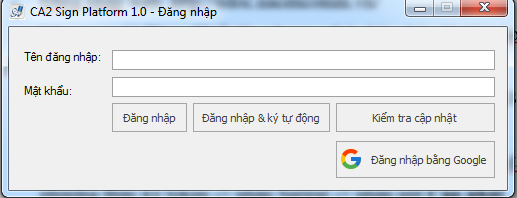 CA2 Sign Platform 1.0 - Đăng nhập
Tên đăng nhập:
Mật khẩu:
Đăng nhập
Đăng nhập & ký tự động
Kiểm tra cập nhật
Đăng nhập bằng Google